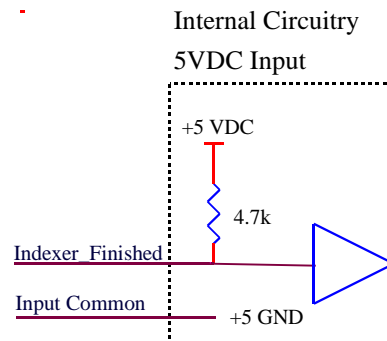 Internal Circuitry
5VDC Input
+5 VDC
4.7k
Indexer_Finished
Input Common
+5 GND